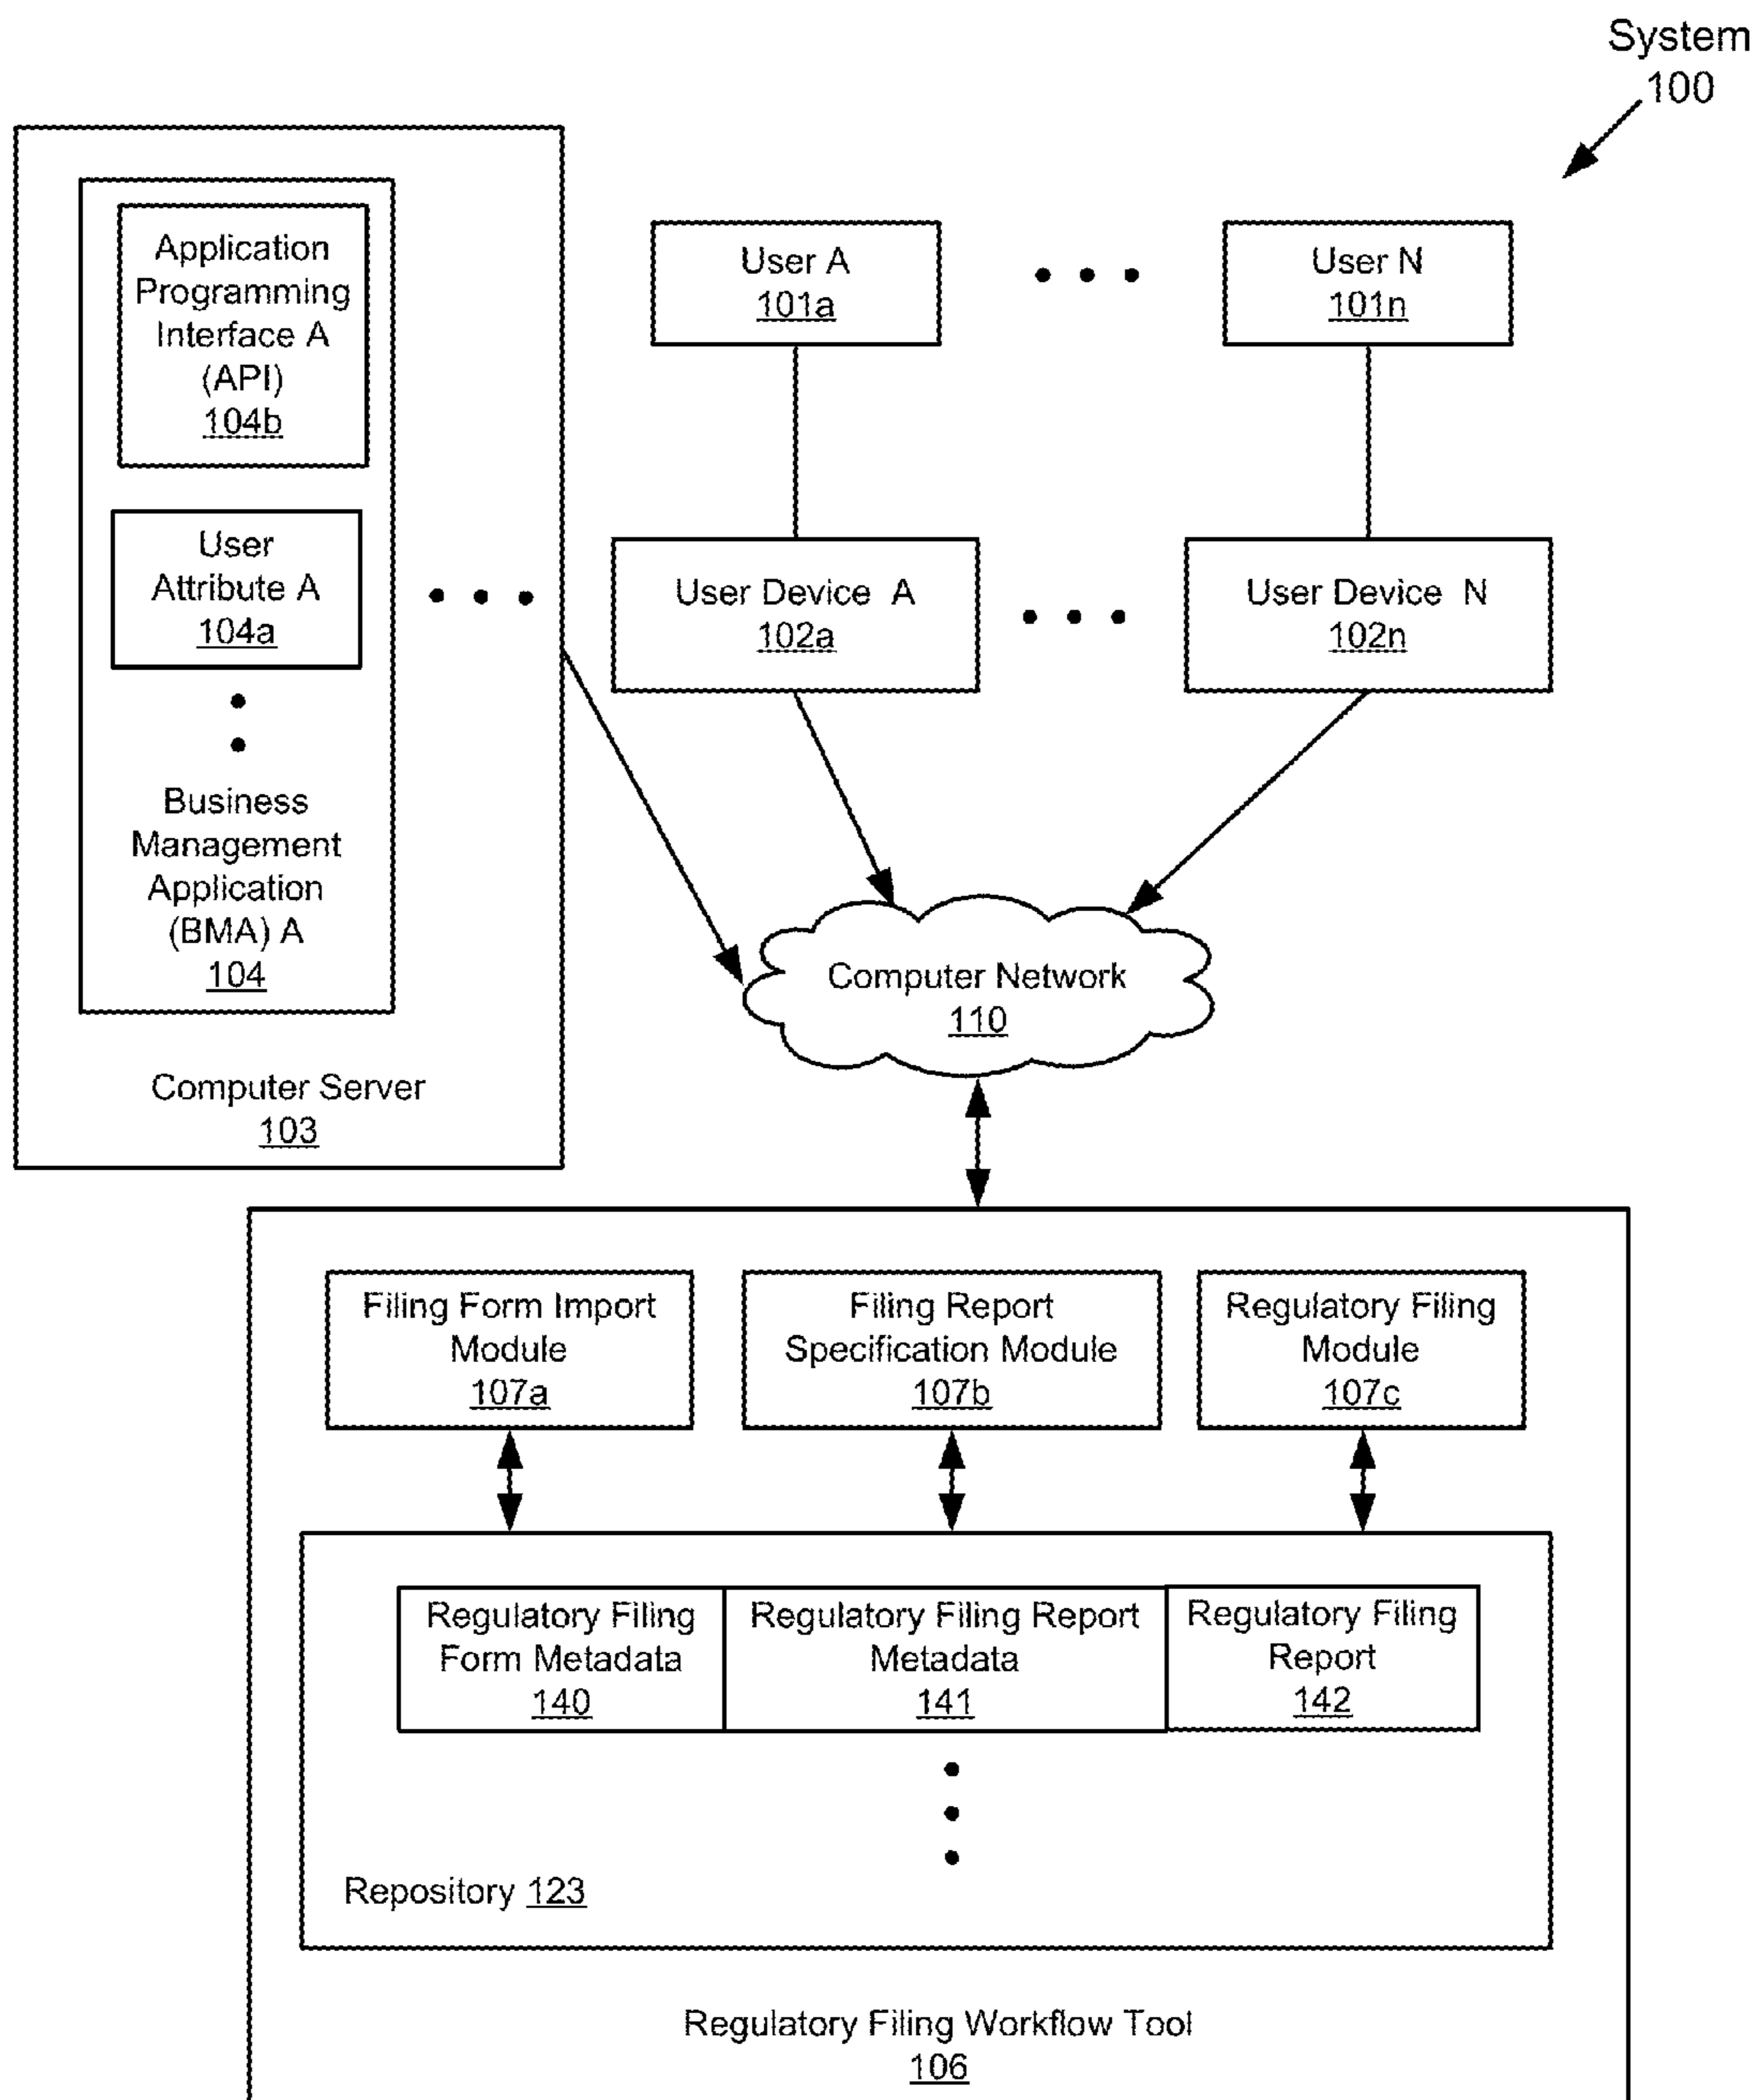 System
100
Application
Programming
Interface A
(API)
104b
User
Attribute A
104a
Business
Management
Application
(BMA) A
104
Computer Server
103
User A
101a
User N
101n
User Device A
102a
User Device N
102n
Computer Network
110
Filing Form Import
Module
107a
Filing Report
Specification Module
107b
Regulatory Filing
Module
107c
Regulatory Filing
Form Metadata
140
Regulatory Filing Report
Metadata
141
Regulatory Filing
Report
142
Repository 123
Regulatory Filing Workflow Tool
106